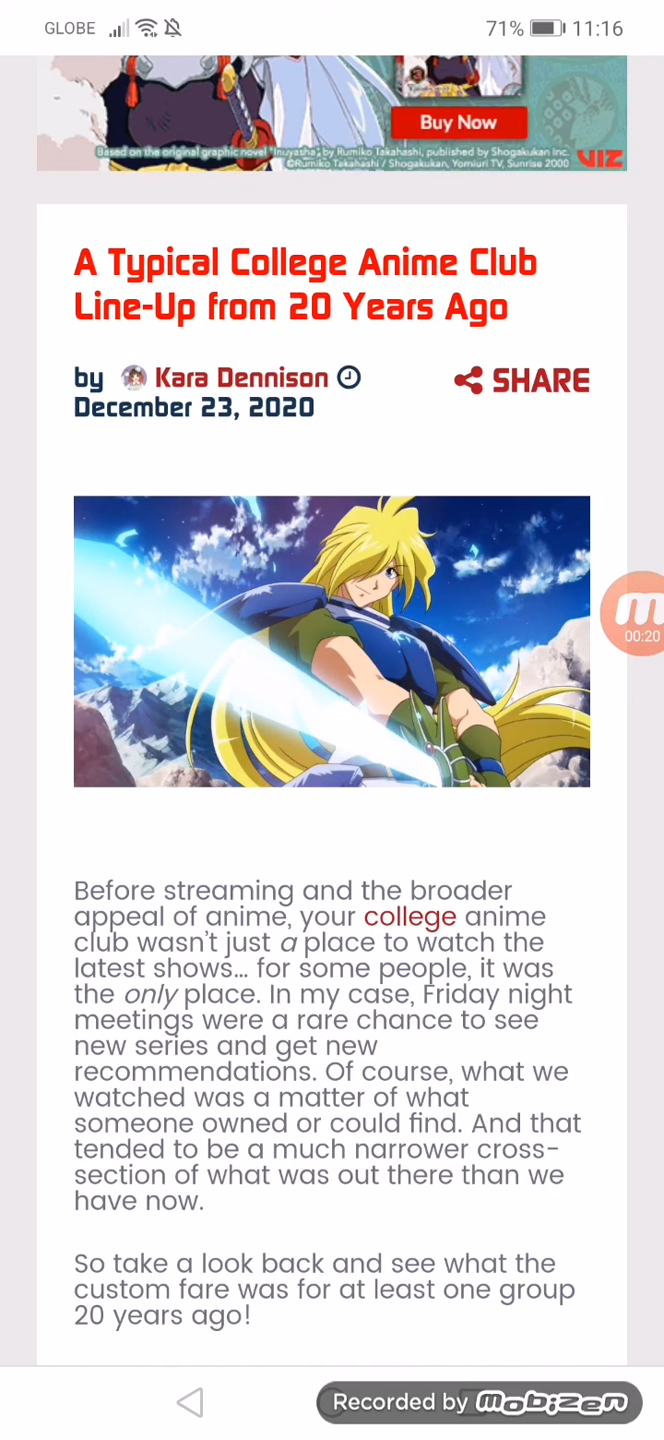 GLOBE 71% 11:16
Buy Now
Based on the original graphic novel "Inuyasha" by Rumiko Takahashi, published by Shogakukan Inc.
©Rumiko Takahashi / Shogakukan, Yomiuri TV, Sunrise 2000
VIZ
A Typical College Anime Club
Line-Up from 20 Years Ago
by Kara Dennison
December 23, 2020
SHARE
00:20
Before streaming and the broader
appeal of anime, your college anime
club wasn't just a place to watch the
latest shows... for some people, it was
the only place. In my case, Friday night
meetings were a rare chance to see
new series and get new
recommendations. Of course, what we
watched was a matter of what
someone owned or could find. And that
tended to be a much narrower cross-
section of what was out there than we
have now.
So take a look back and see what the
custom fare was for at least one group
20 years ago!
Recorded by mobizen